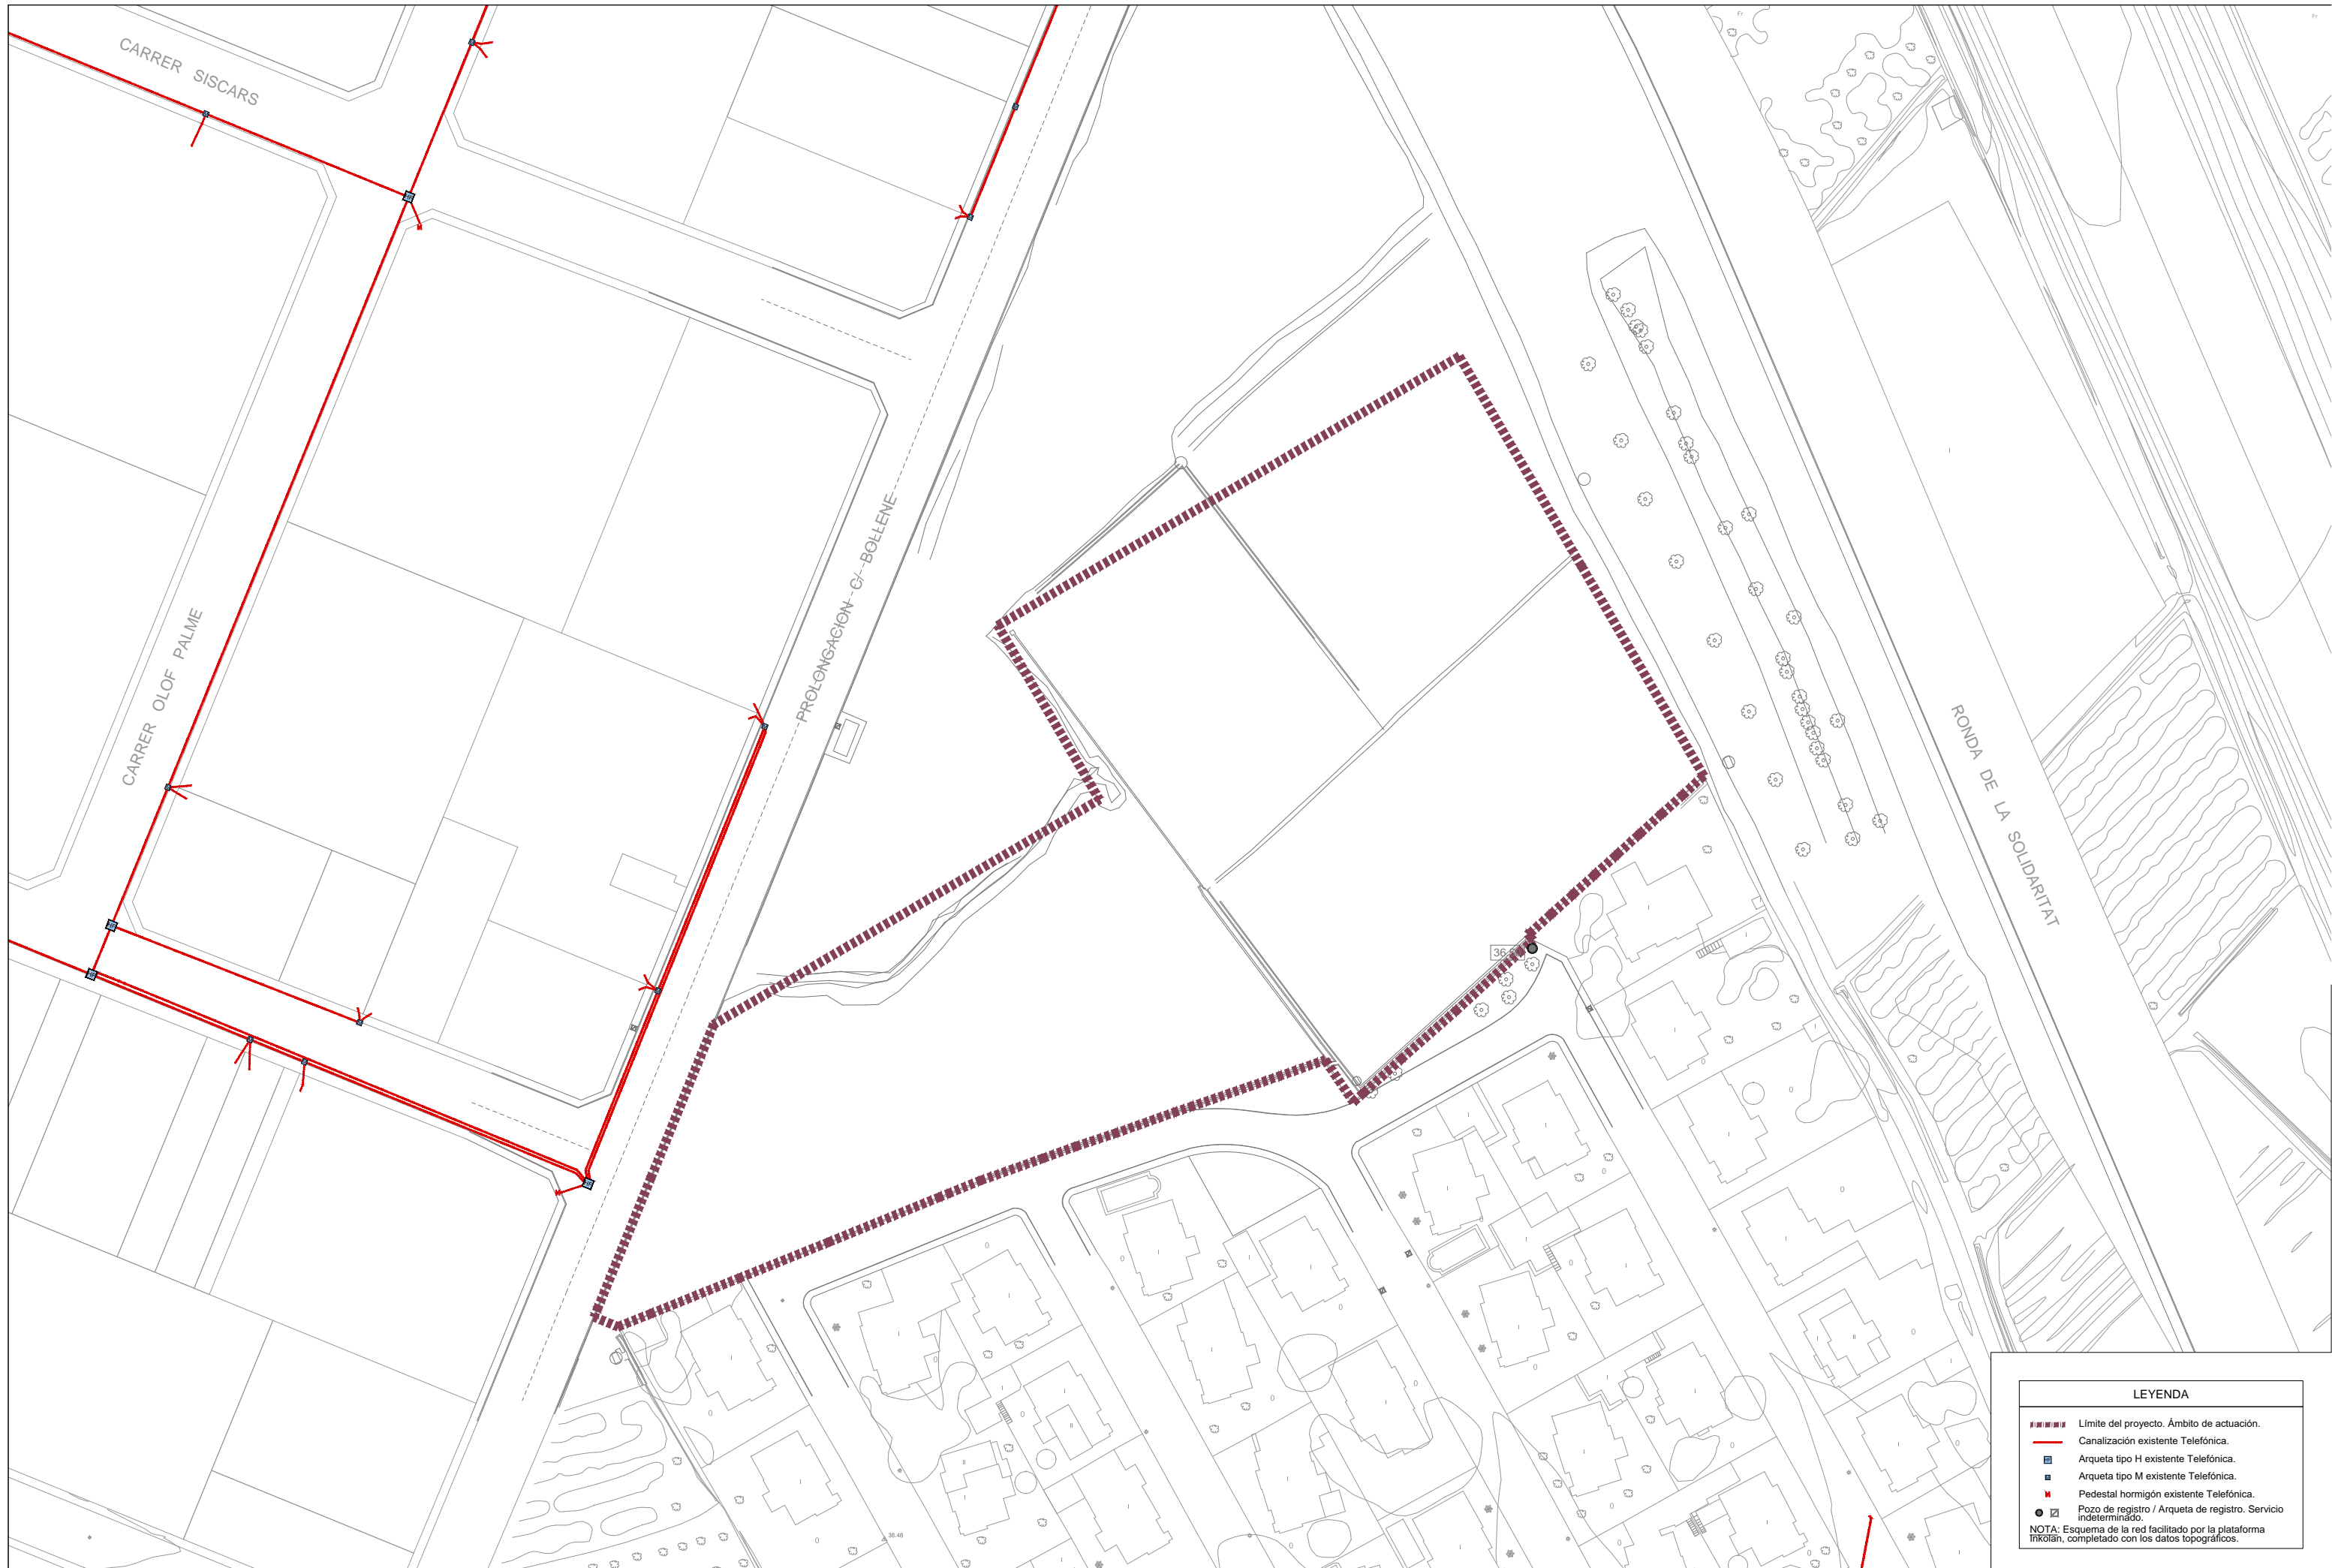 CARRER SISCARS
CARRER OLOF PALME
PROLONGACION C/ BOLLENE
RONDA DE LA SOLIDARITAT
36.48
LEYENDA
Límite del proyecto. Ámbito de actuación.
Canalización existente Telefónica.
Arqueta tipo H existente Telefónica.
Arqueta tipo M existente Telefónica.
Pedestal hormigón existente Telefónica.
Pozo de registro / Arqueta de registro. Servicio
indeterminado.
NOTA: Esquema de la red facilitado por la plataforma
Inkolan, completado con los datos topográficos.